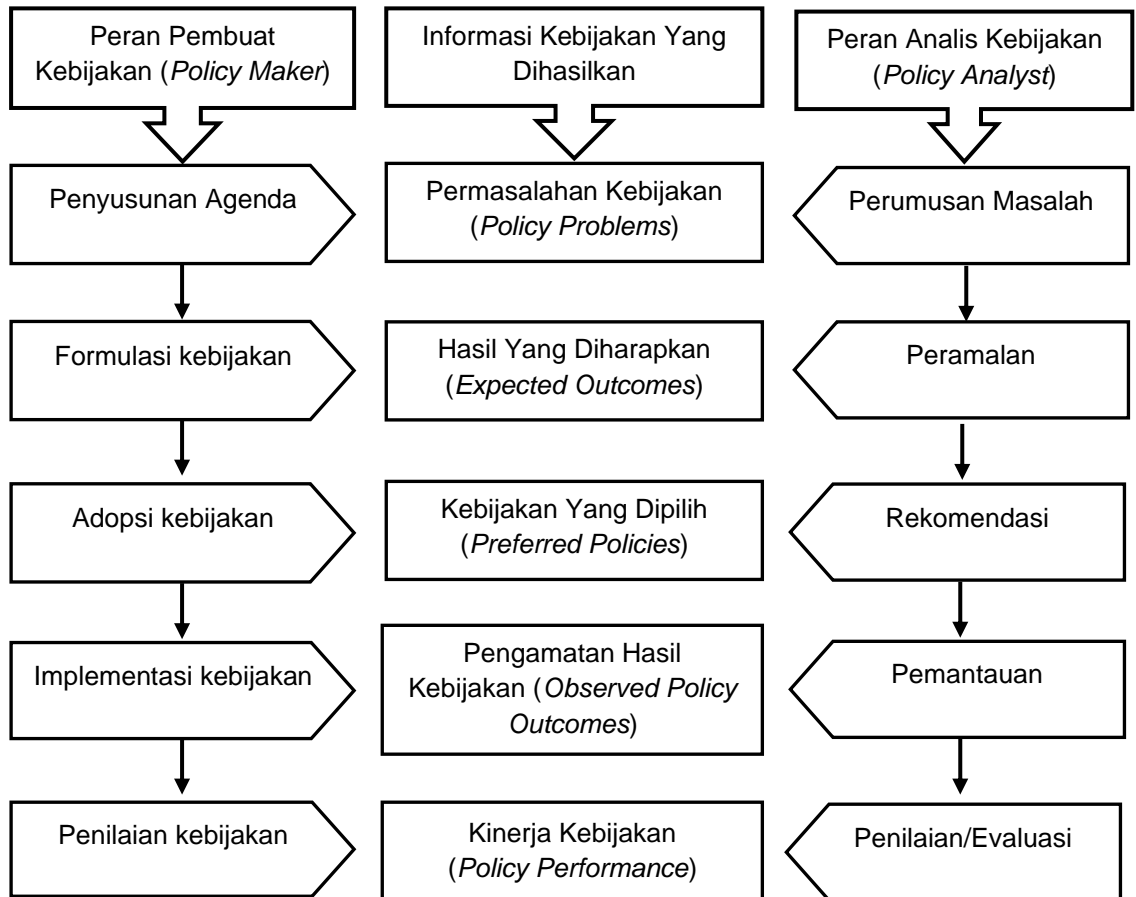 Peran Pembuat
Kebijakan (Policy Maker)
Informasi Kebijakan Yang
Dihasilkan
Peran Analis Kebijakan
(Policy Analyst)
Penyusunan Agenda
Permasalahan Kebijakan
(Policy Problems)
Perumusan Masalah
Formulasi kebijakan
Hasil Yang Diharapkan
(Expected Outcomes)
Peramalan
Adopsi kebijakan
Kebijakan Yang Dipilih
(Preferred Policies)
Rekomendasi
Implementasi kebijakan
Pengamatan Hasil
Kebijakan (Observed Policy
Outcomes)
Pemantauan
Penilaian kebijakan
Kinerja Kebijakan
(Policy Performance)
Penilaian/Evaluasi